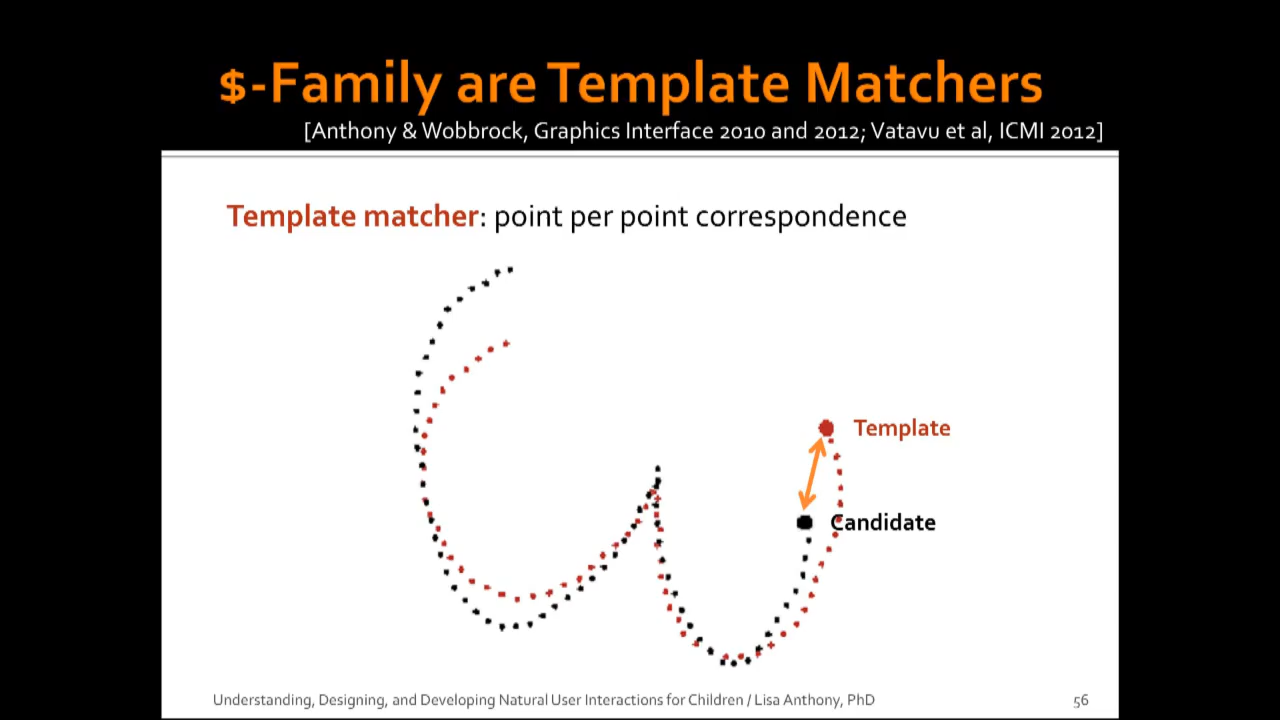 $-Family are Template Matchers
[Anthony & Wobbrock, Graphics Interface 2010 and 2012; Vatavu et al, ICMI 2012]
Template matcher: point per point correspondence
Template
Candidate
Understanding, Designing, and Developing Natural User Interactions for Children / Lisa Anthony, PhD
56